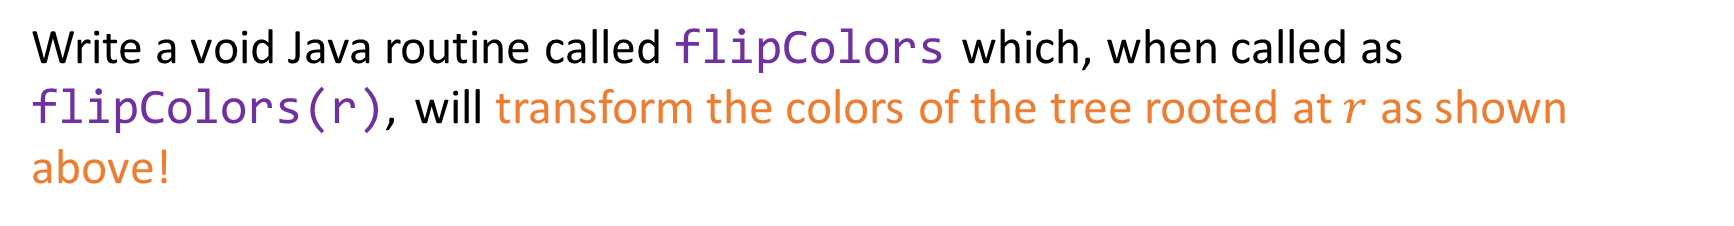 Write a void Java routine called flipColors which, when called as
flipColors(r), will transform the colors of the tree rooted at r as shown
above!